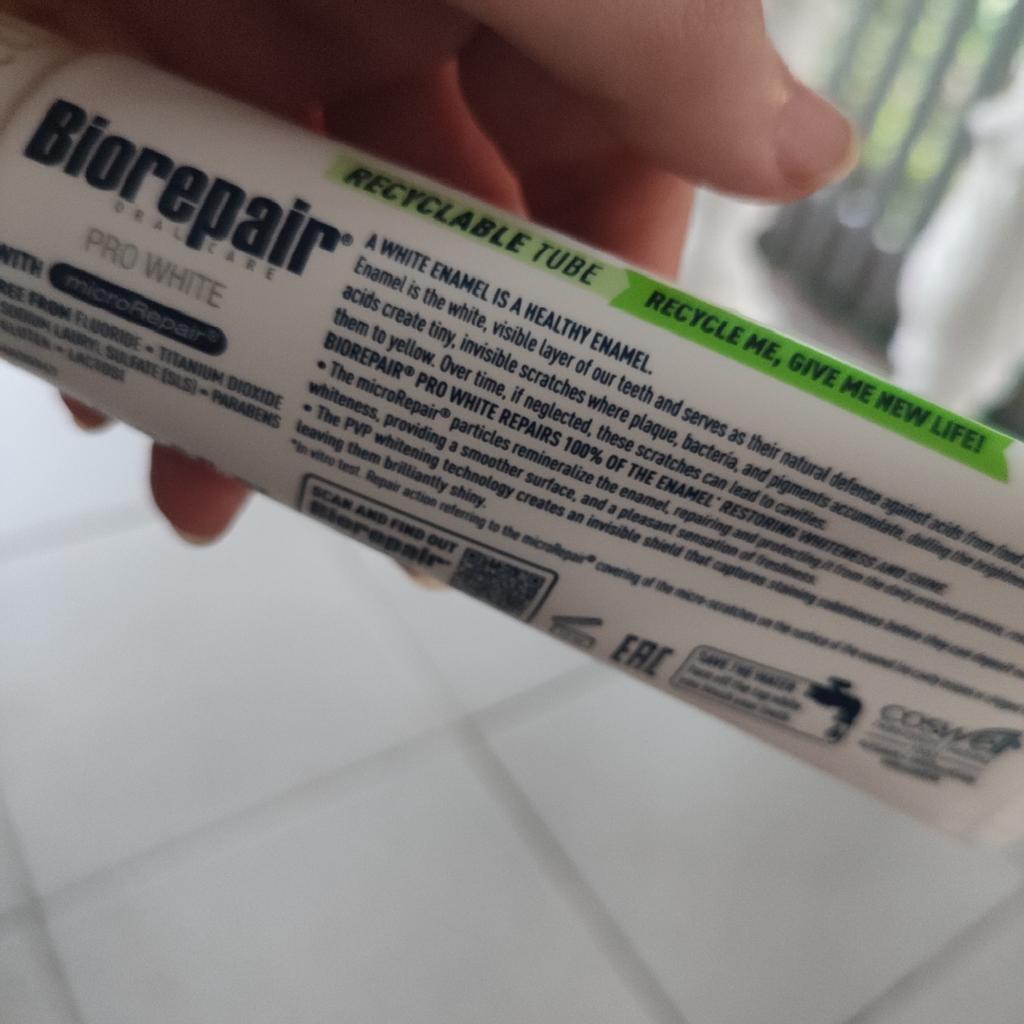 Biorepair®
ORAL CARE
PRO WHITE
WITH microRepair®
FREE FROM FLUORIDE • TITANIUM DIOXIDE
SODIUM LAURYL SULFATE (SLS) • PARABENS
GLUTEN • LACTOSE
RECYCLABLE TUBE
RECYCLE ME, GIVE ME NEW LIFE!
A WHITE ENAMEL IS A HEALTHY ENAMEL.
Enamel is the white, visible layer of our teeth and serves as their natural defense against acids from food
acids create tiny, invisible scratches where plaque, bacteria, and pigments accumulate, dulling the
them to yellow. Over time, if neglected, these scratches can lead to cavities.
BIOREPAIR® PRO WHITE REPAIRS 100% OF THE ENAMEL* RESTORING WHITENESS AND SHINE
• The microRepair® particles remineralize the enamel, repairing and protecting it from the
whiteness, providing a smoother surface, and a pleasant sensation of freshness.
• The PVP whitening technology creates an invisible shield that captures staining substances before they can deposit
leaving them brilliantly shiny.
*In vitro test. Repair action referring to the microRepair® covering of the micro-scratches on the surface of the enamel
SCAN AND FIND OUT
Biorepair®
EAC
SAVE THE WATER
turn off the tap while
coswell